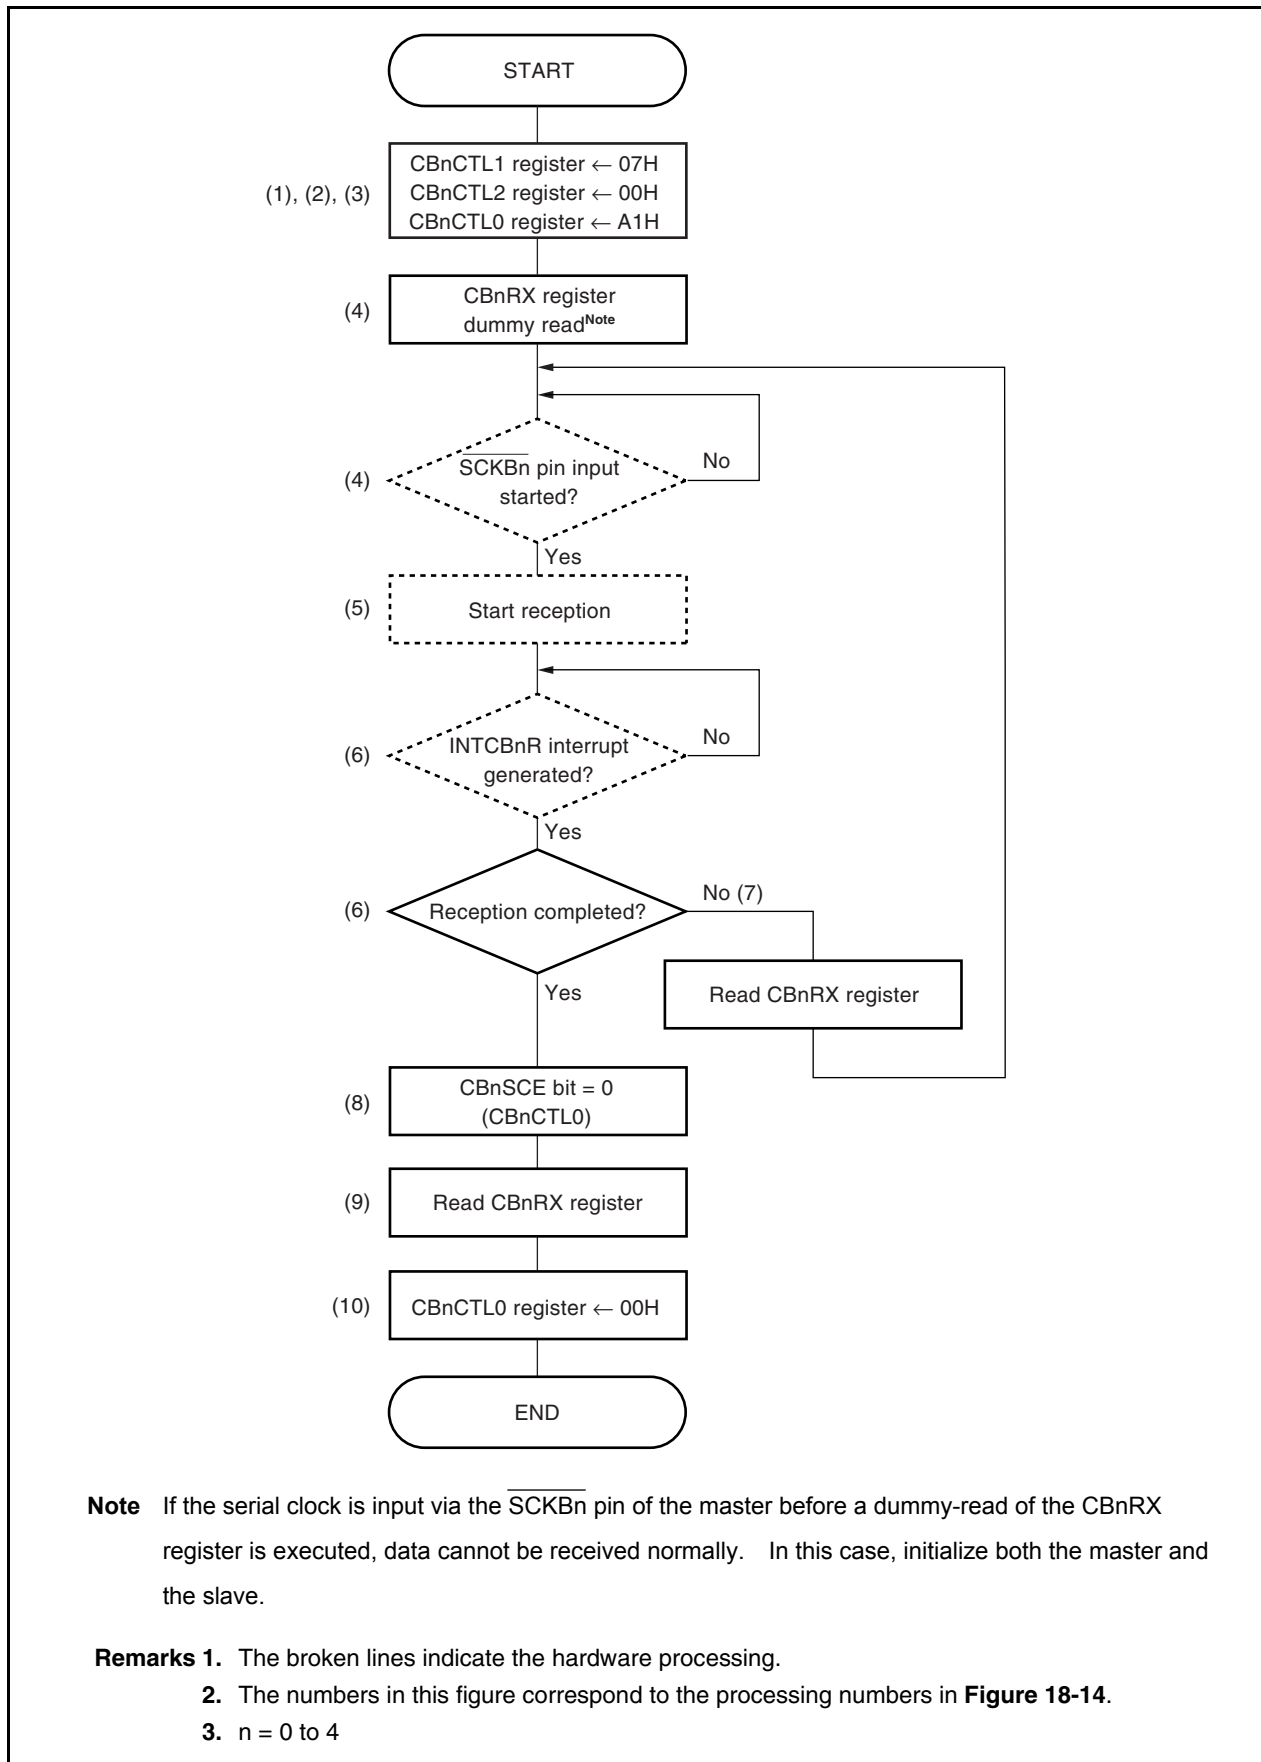 START
(1), (2), (3)
CBnCTL1 register ← 07H
CBnCTL2 register ← 00H
CBnCTL0 register ← A1H
(4)
CBnRX register
dummy readNote
(4)
SCKBn pin input
started?
No
Yes
(5)
Start reception
(6)
INTCBnR interrupt
generated?
No
Yes
(6)
Reception completed?
No (7)
Read CBnRX register
Yes
(8)
CBnSCE bit = 0
(CBnCTL0)
(9)
Read CBnRX register
(10)
CBnCTL0 register ← 00H
END
Note If the serial clock is input via the SCKBn pin of the master before a dummy-read of the CBnRX
register is executed, data cannot be received normally. In this case, initialize both the master and
the slave.
Remarks 1. The broken lines indicate the hardware processing.
2. The numbers in this figure correspond to the processing numbers in Figure 18-14.
3. n = 0 to 4